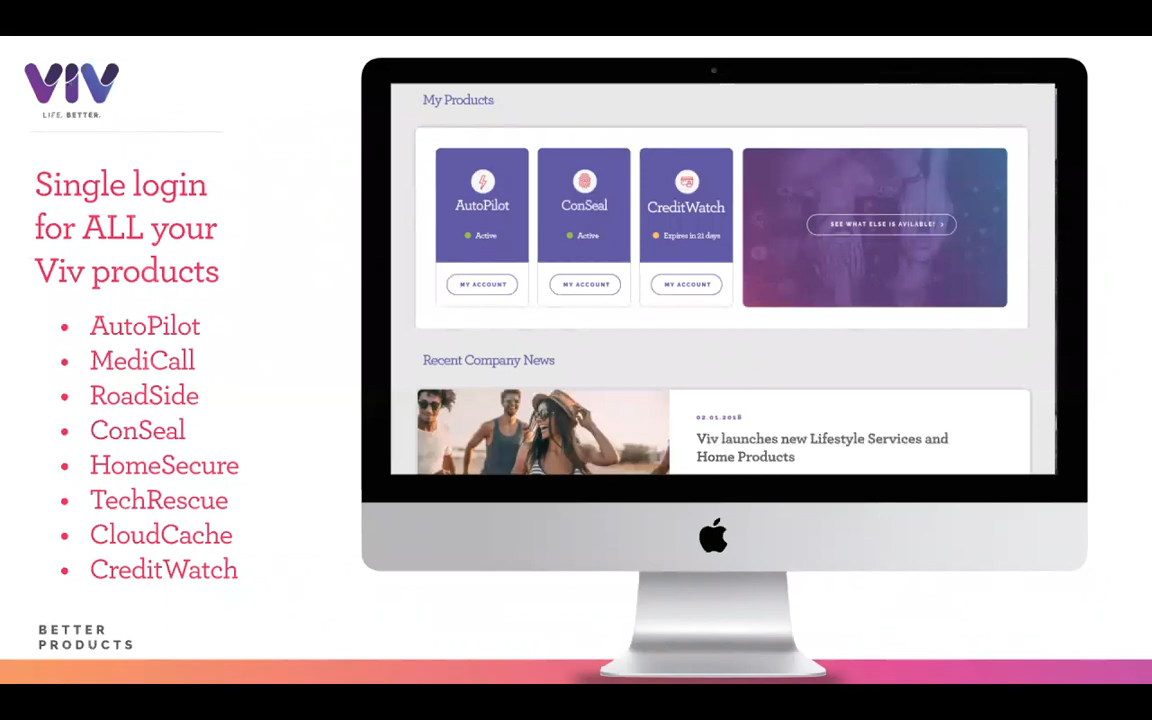 VIV
LIFE. BETTER.
Single login
for ALL your
Viv products
• AutoPilot
• MediCall
• RoadSide
• ConSeal
• HomeSecure
• TechRescue
• CloudCache
• CreditWatch
BETTER
PRODUCTS
My Products
AutoPilot
Active
MY ACCOUNT
ConSeal
Active
MY ACCOUNT
CreditWatch
Expires in 21 days
MY ACCOUNT
SEE WHAT ELSE IS AVILABLE? >
Recent Company News
02.01.2018
Viv launches new Lifestyle Services and
Home Products